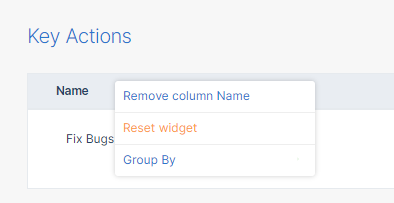 Key Actions
Name
Remove column Name
Reset widget
Fix Bugs
Group By